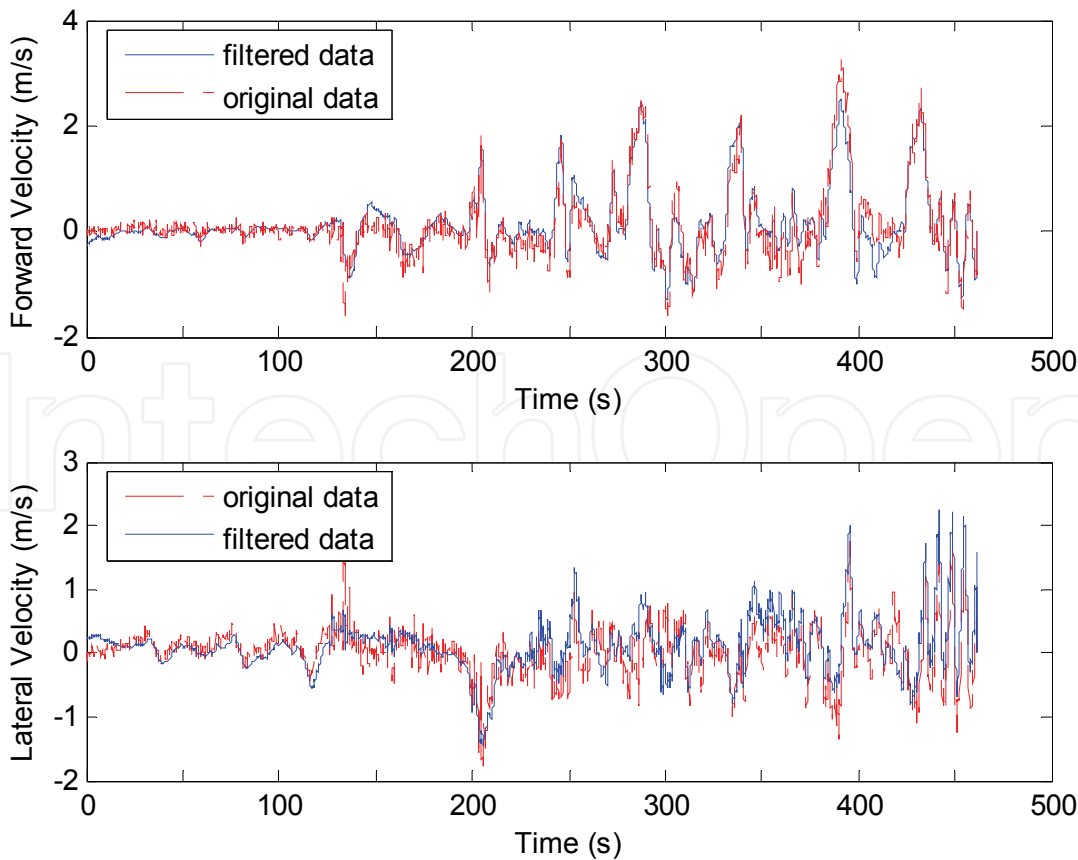 4
2
0
-2
Forward Velocity (m/s)
filtered data
original data
0
100
200
300
400
500
Time (s)
IntechOpen
3
2
1
0
-1
-2
Lateral Velocity (m/s)
original data
filtered data
0
100
200
300
400
500
Time (s)